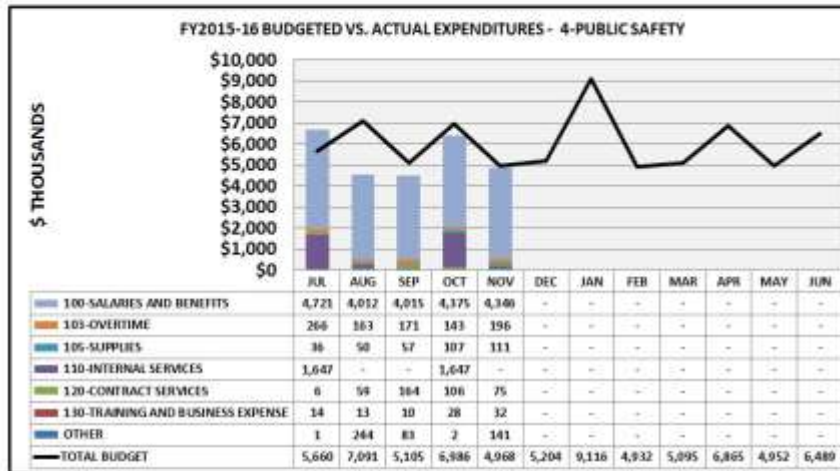 FY2015-16 BUDGETED VS. ACTUAL EXPENDITURES - 4-PUBLIC SAFETY
$ THOUSANDS
$10,000
$9,000
$8,000
$7,000
$6,000
$5,000
$4,000
$3,000
$2,000
$1,000
$0
JUL AUG SEP OCT NOV DEC JAN FEB MAR APR MAY JUN
100-SALARIES AND BENEFITS 4,721 4,012 4,015 4,375 4,346 - - - - - - -
103-OVERTIME 266 163 171 143 196 - - - - - - -
105-SUPPLIES 36 50 57 107 111 - - - - - - -
110-INTERNAL SERVICES 1,647 - - 1,647 - - - - - - - -
120-CONTRACT SERVICES 6 59 164 106 75 - - - - - - -
130-TRAINING AND BUSINESS EXPENSE 14 13 10 28 32 - - - - - - -
OTHER 1 244 83 2 141 - - - - - - -
TOTAL BUDGET 5,660 7,091 5,105 6,986 4,968 5,204 9,116 4,932 5,095 6,865 4,952 6,489